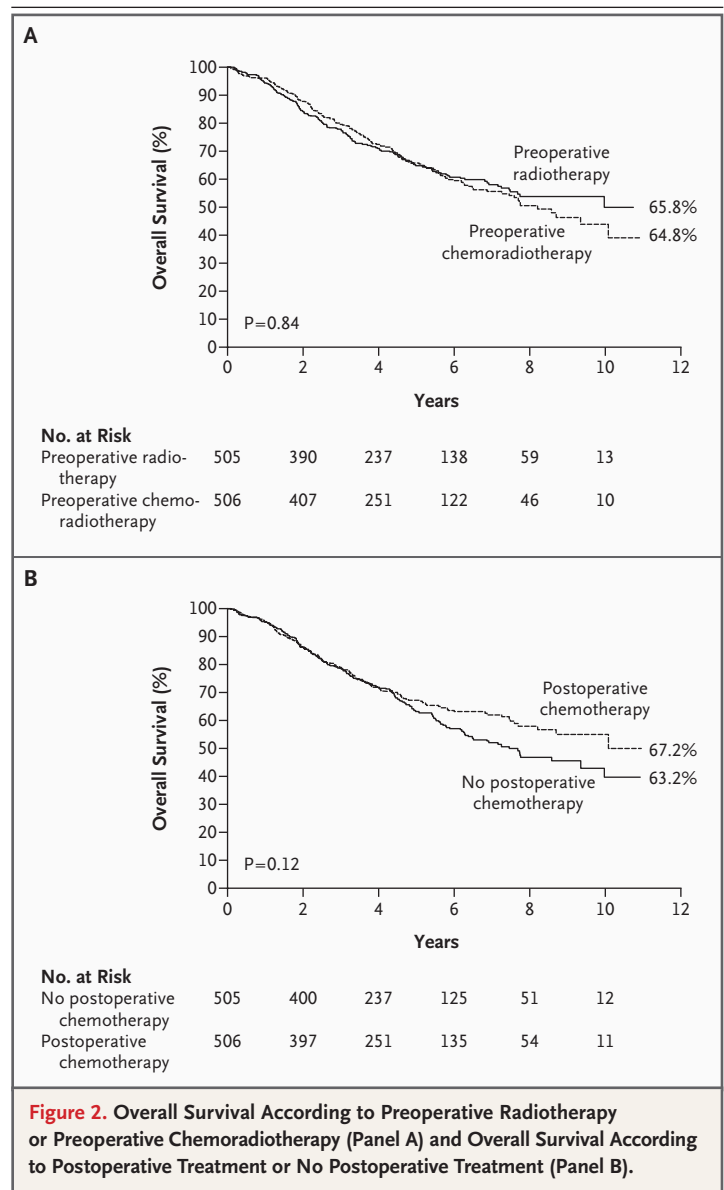 A
100
90
80
70
60
50
40
30
20
10
0
Overall Survival (%)
Preoperative
radiotherapy
65.8%
Preoperative
chemoradiotherapy
64.8%
P=0.84
0 2 4 6 8 10 12
Years
No. at Risk
Preoperative radio- 505 390 237 138 59 13
therapy
Preoperative chemo- 506 407 251 122 46 10
radiotherapy
B
100
90
80
70
60
50
40
30
20
10
0
Overall Survival (%)
Postoperative
chemotherapy
67.2%
63.2%
No postoperative
chemotherapy
P=0.12
0 2 4 6 8 10 12
Years
No. at Risk
No postoperative 505 400 237 125 51 12
chemotherapy
Postoperative 506 397 251 135 54 11
chemotherapy
Figure 2. Overall Survival According to Preoperative Radiotherapy
or Preoperative Chemoradiotherapy (Panel A) and Overall Survival According
to Postoperative Treatment or No Postoperative Treatment (Panel B).